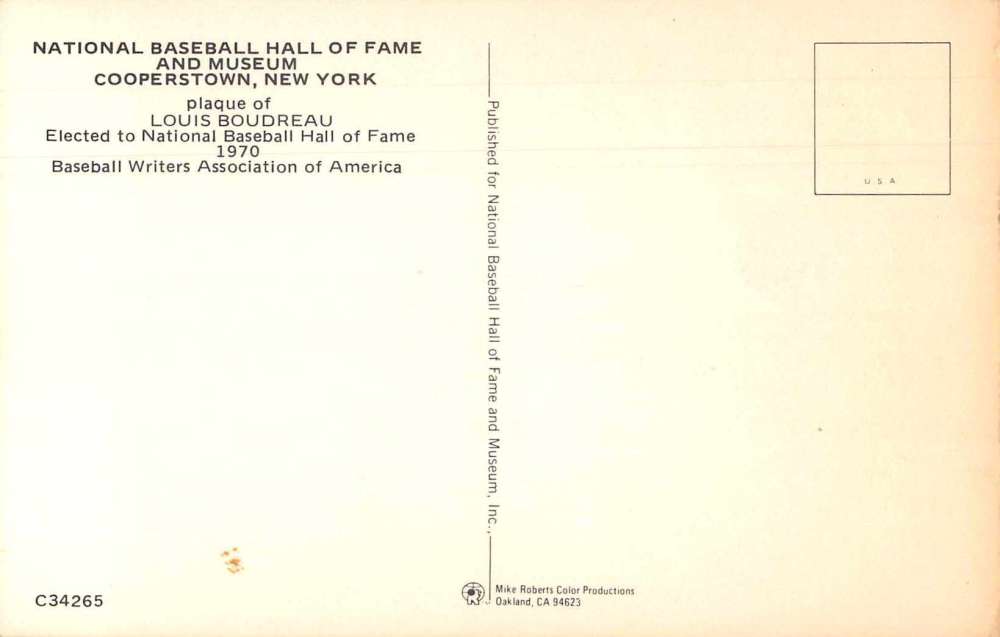 NATIONAL BASEBALL HALL OF FAME
AND MUSEUM
COOPERSTOWN, NEW YORK
plaque of
LOUIS BOUDREAU
Elected to National Baseball Hall of Fame
1970
Baseball Writers Association of America
C34265
Published for National Baseball Hall of Fame and Museum, Inc.,
Mike Roberts Color Productions
Oakland, CA 94623
U S A